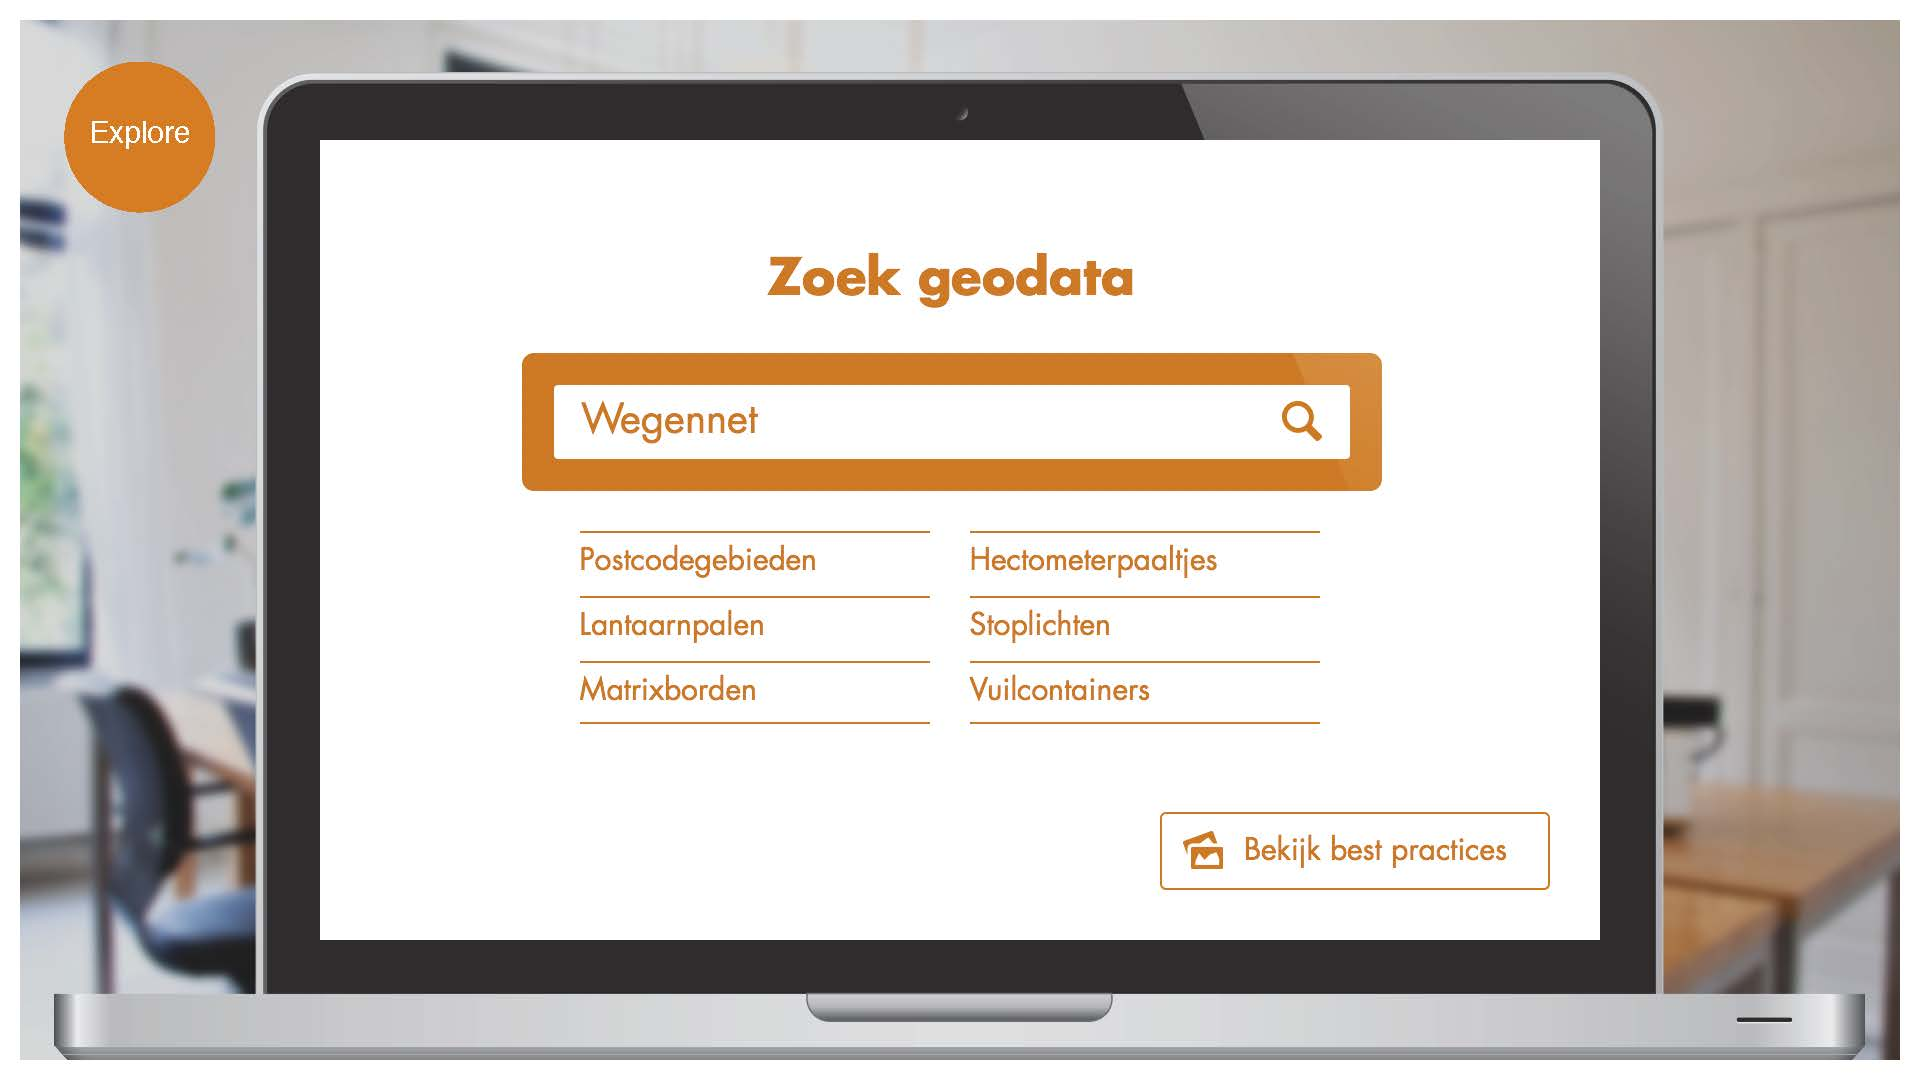 Explore
Zoek geodata
Wegennet
Postcodegebieden
Hectometerpaaltjes
Lantaarnpalen
Stoplichten
Matrixborden
Vuilcontainers
Bekijk best practices